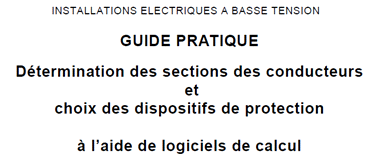 INSTALLATIONS ELECTRIQUES A BASSE TENSION
GUIDE PRATIQUE
Détermination des sections des conducteurs
et
choix des dispositifs de protection
à l'aide de logiciels de calcul